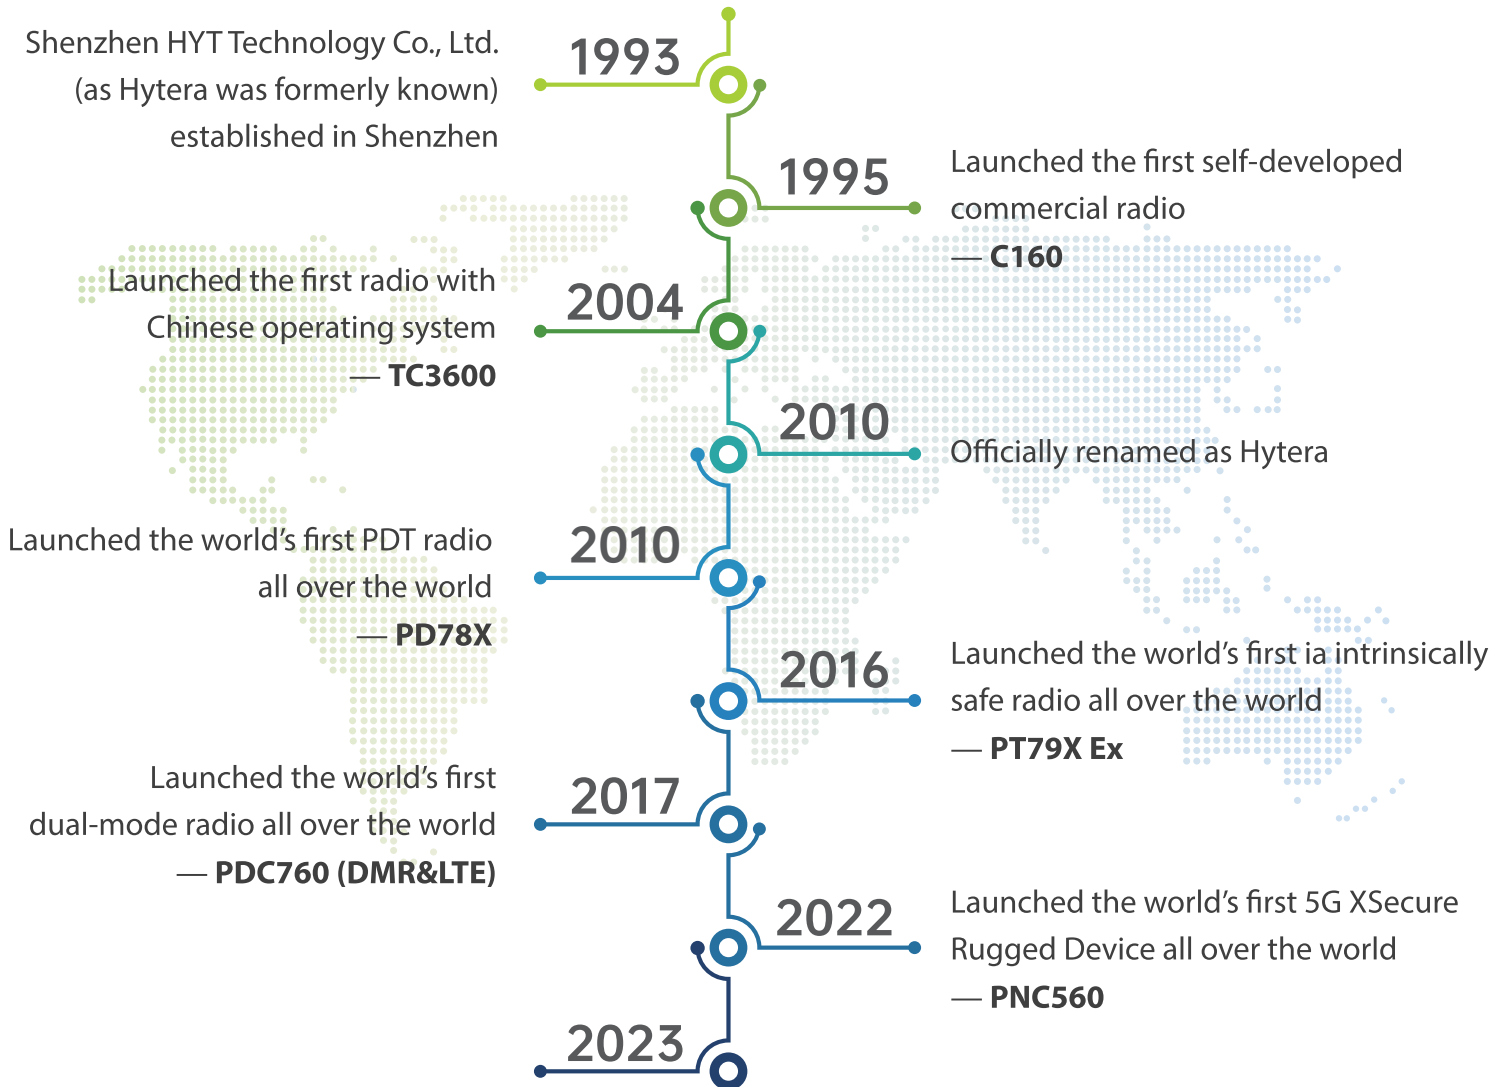 1993
Shenzhen HYT Technology Co., Ltd.
(as Hytera was formerly known)
established in Shenzhen
1995
Launched the first self-developed
commercial radio
— C160
2004
Launched the first radio with
Chinese operating system
— TC3600
2010
Officially renamed as Hytera
2010
Launched the world’s first PDT radio
all over the world
— PD78X
2016
Launched the world’s first ia intrinsically
safe radio all over the world
— PT79X Ex
2017
Launched the world’s first
dual-mode radio all over the world
— PDC760 (DMR&LTE)
2022
Launched the world’s first 5G XSecure
Rugged Device all over the world
— PNC560
2023